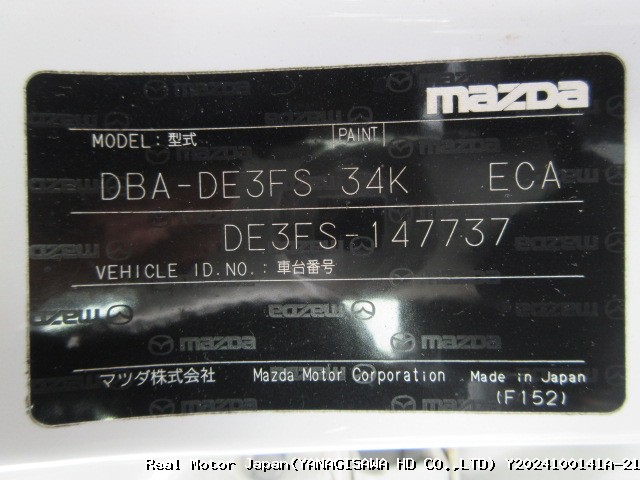 mazda
MODEL: 型式 PAINT
DBA-DE3FS 34K ECA
DE3FS-147737
VEHICLE ID.NO.: 車台番号
マツダ株式会社 Mazda Motor Corporation Made in Japan
(F152)
Real Motor Japan(YANAGISAWA HD CO.,LTD) Y2024100141A-21